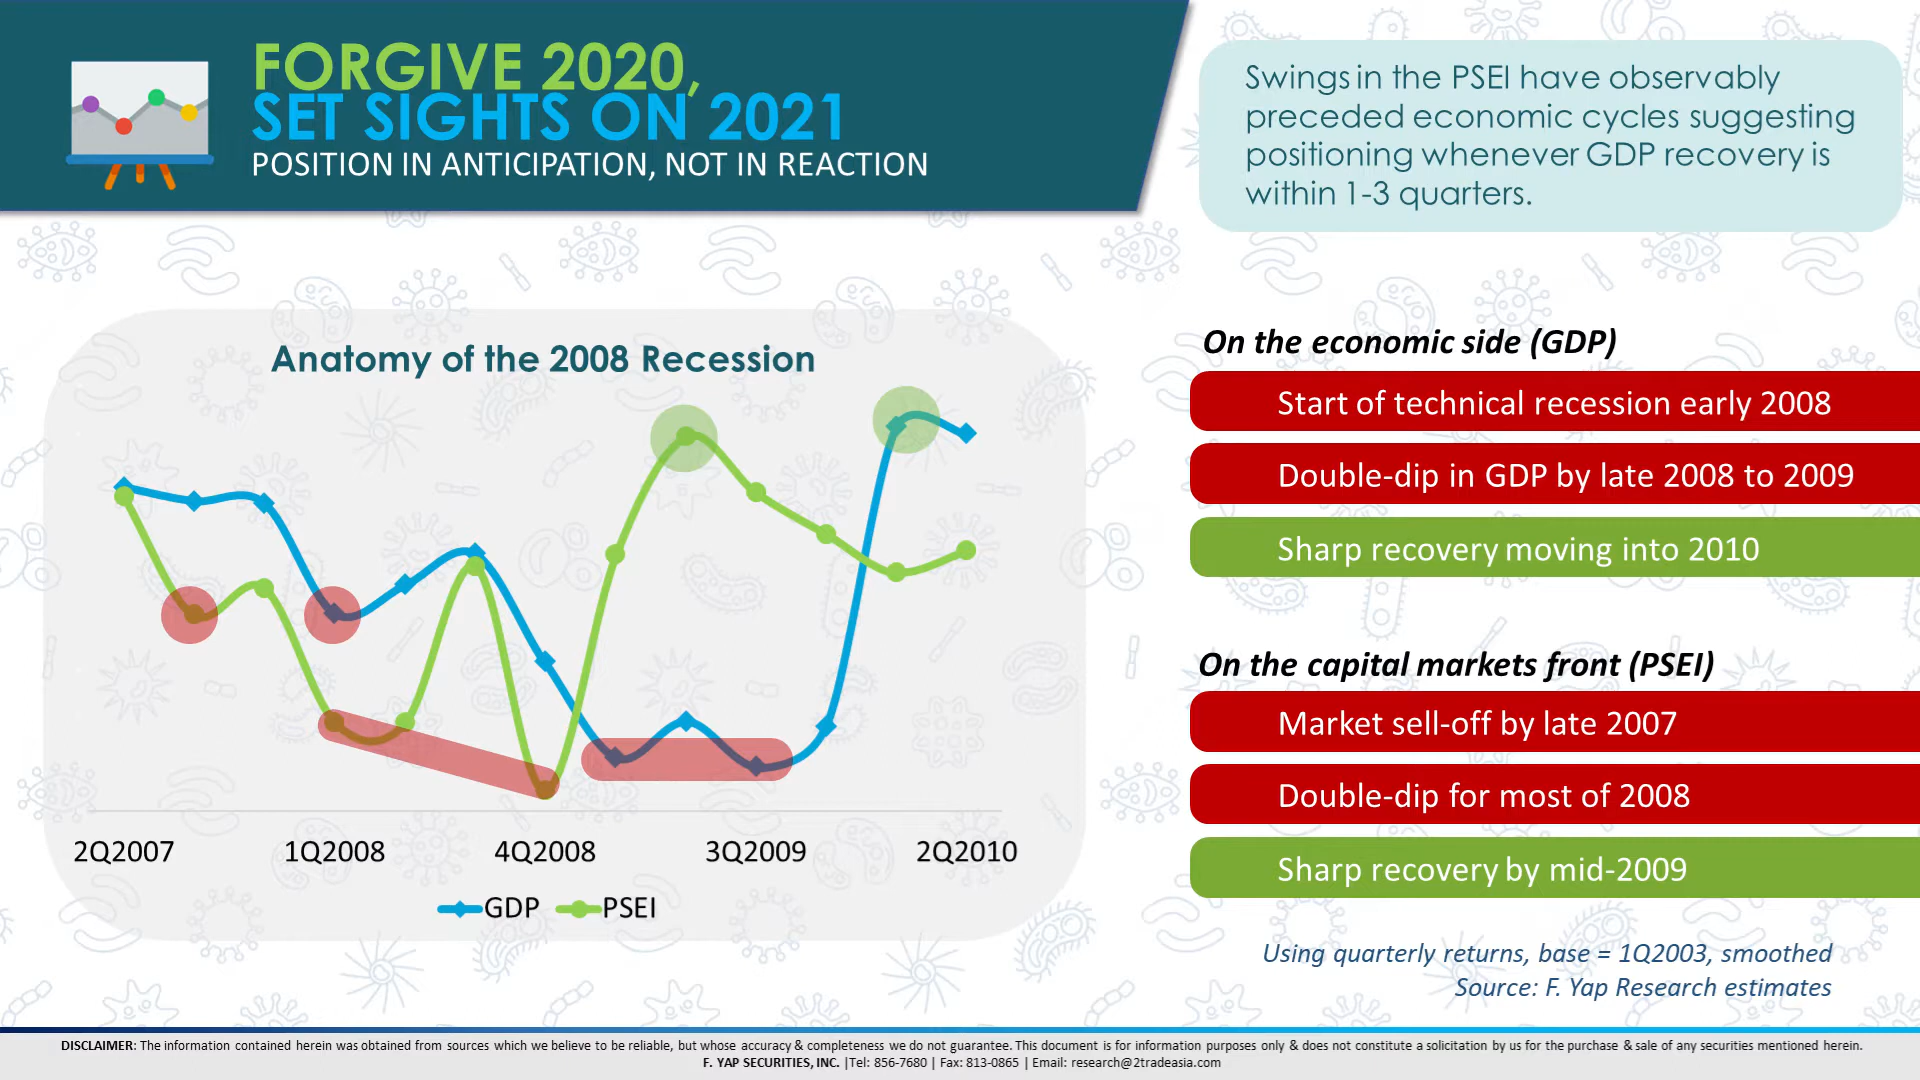 FORGIVE 2020,
SET SIGHTS ON 2021
POSITION IN ANTICIPATION, NOT IN REACTION
Swings in the PSEI have observably
preceded economic cycles suggesting
positioning whenever GDP recovery is
within 1-3 quarters.
Anatomy of the 2008 Recession
2Q2007 1Q2008 4Q2008 3Q2009 2Q2010
GDP PSEI
On the economic side (GDP)
Start of technical recession early 2008
Double-dip in GDP by late 2008 to 2009
Sharp recovery moving into 2010
On the capital markets front (PSEI)
Market sell-off by late 2007
Double-dip for most of 2008
Sharp recovery by mid-2009
Using quarterly returns, base = 1Q2003, smoothed
Source: F. Yap Research estimates
DISCLAIMER: The information contained herein was obtained from sources which we believe to be reliable, but whose accuracy & completeness we do not guarantee. This document is for information purposes only & does not constitute a solicitation by us for the purchase & sale of any securities mentioned herein.
F. YAP SECURITIES, INC. |Tel: 856-7680 | Fax: 813-0865 | Email: research@2tradeasia.com